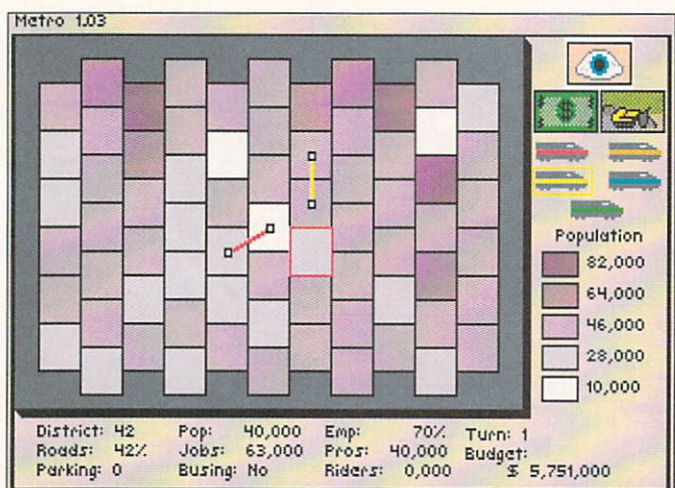 Metro 1.03
$
Population
82,000
64,000
46,000
28,000
10,000
District: 42 Pop: 40,000 Emp: 70% Turn: 1
Roads: 42% Jobs: 63,000 Pros: 40,000 Budget:
Parking: 0 Busing: No Riders: 0,000 $ 5,751,000